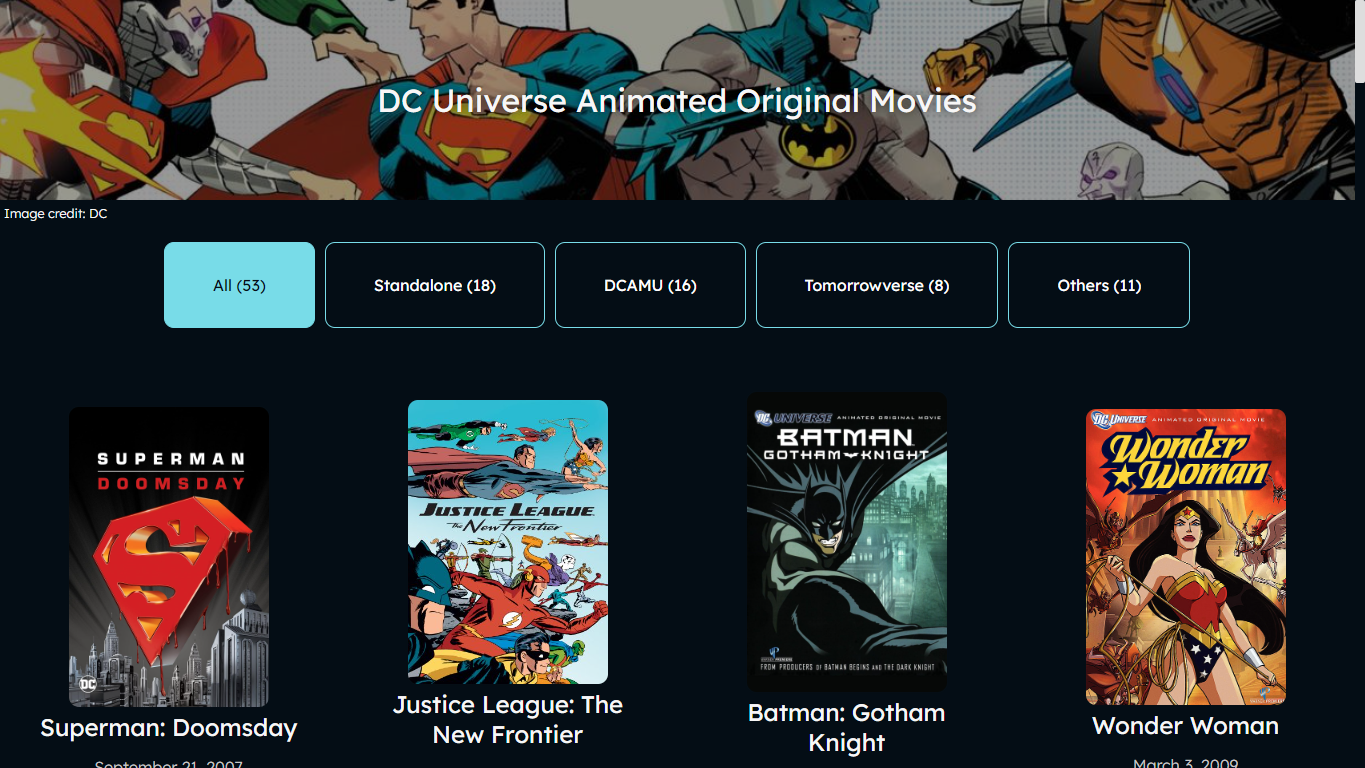 DC Universe Animated Original Movies
Image credit: DC
All (53)
Standalone (18)
DCAMU (16)
Tomorrowverse (8)
Others (11)
SUPERMAN
DOOMSDAY
DC
Superman: Doomsday
September 21, 2007
JUSTICE LEAGUE
The New Frontier
Justice League: The
New Frontier
DC UNIVERSE ANIMATED ORIGINAL MOVIE
BATMAN
GOTHAM KNIGHT
FROM PRODUCERS OF BATMAN BEGINS AND THE DARK KNIGHT
Batman: Gotham
Knight
DC UNIVERSE ANIMATED ORIGINAL MOVIE
Wonder
Woman
Wonder Woman
March 3, 2009